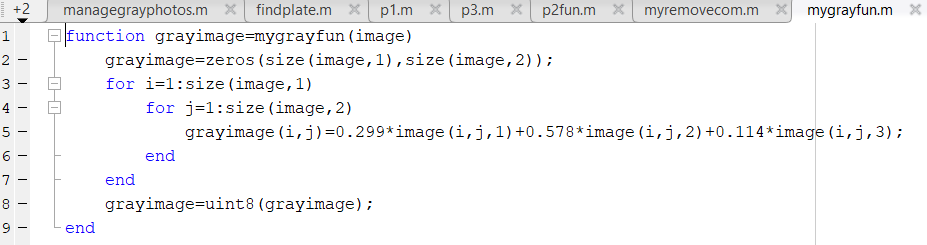 +2 managegrayphotos.m findplate.m p1.m p3.m p2fun.m myremovecom.m mygrayfun.m
1 function grayimage=mygrayfun(image)
2 grayimage=zeros(size(image,1),size(image,2));
3 for i=1:size(image,1)
4 for j=1:size(image,2)
5 grayimage(i,j)=0.299*image(i,j,1)+0.578*image(i,j,2)+0.114*image(i,j,3);
6 end
7 end
8 grayimage=uint8(grayimage);
9 end